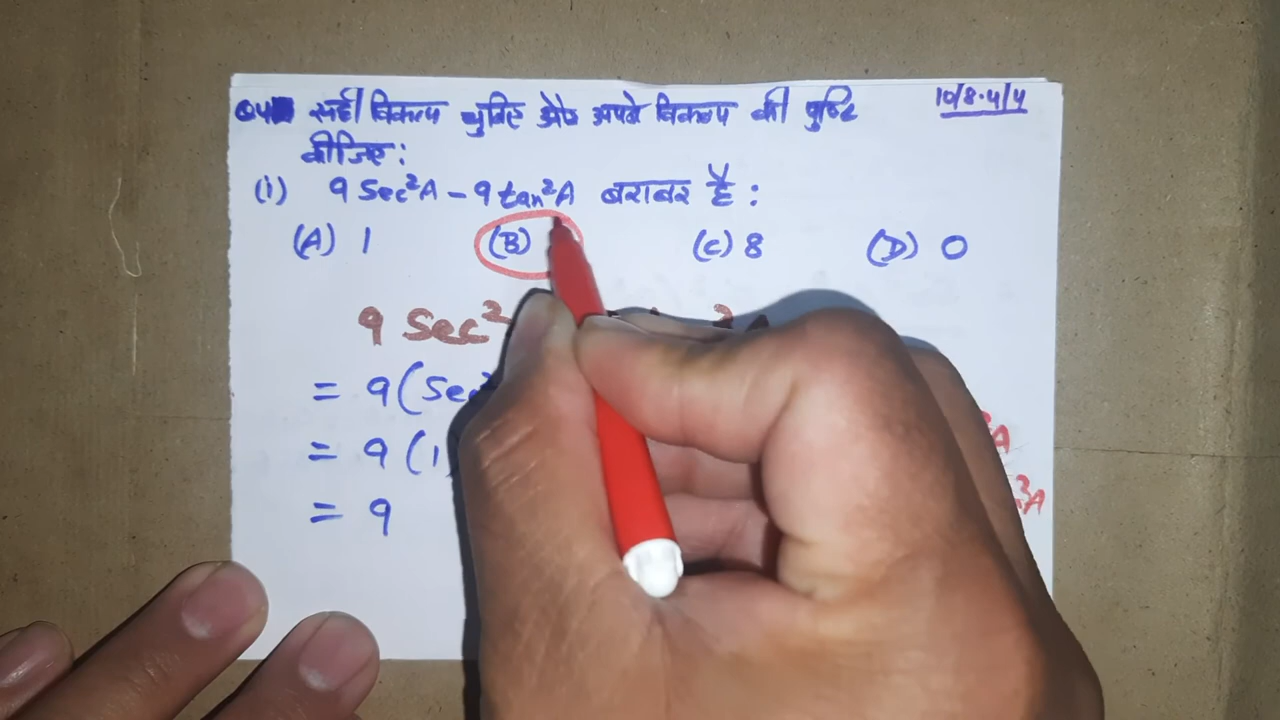 Q4 सही विकल्प चुनिए और अपने विकल्प की पुष्टि
10/8.4/4
कीजिए:
(i) 9 Sec²A - 9 tan²A बराबर है :
(A) 1 (B) (C) 8 (D) 0
9 Sec²
= 9 (Sec²
= 9 (1)
= 9